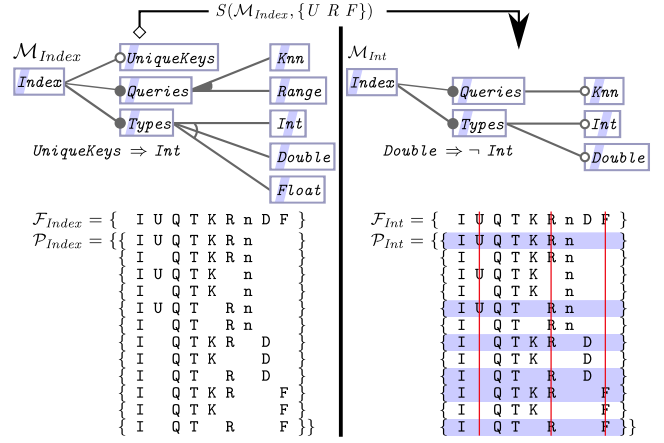 S(M_Index, {U R F})
M_Index
UniqueKeys
Index
Queries
Types
Knn
Range
Int
Double
Float
UniqueKeys ⇒ Int
F_Index = { I U Q T K R n D F }
P_Index = {{ I U Q T K R n }
{ I Q T K R n }
{ I U Q T K n }
{ I Q T K n }
{ I U Q T R n }
{ I Q T R n }
{ I Q T K R D }
{ I Q T K D }
{ I Q T R D }
{ I Q T K R F }
{ I Q T K F }
{ I Q T R F }}
M_Int
Index
Queries
Types
Knn
Int
Double
Double ⇒ ¬ Int
F_Int = { I U Q T K R n D F }
P_Int = {{ I U Q T K R n }
{ I Q T K R n }
{ I U Q T K n }
{ I Q T K n }
{ I U Q T R n }
{ I Q T R n }
{ I Q T K R D }
{ I Q T K D }
{ I Q T R D }
{ I Q T K R F }
{ I Q T K F }
{ I Q T R F }}